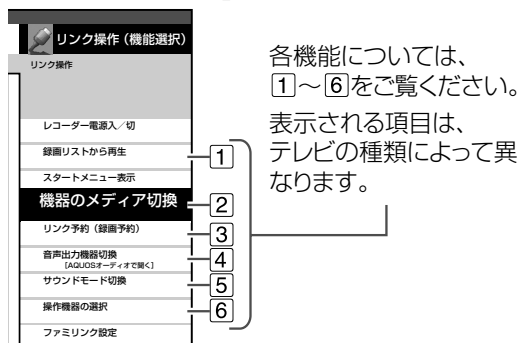 リンク操作（機能選択）
リンク操作
レコーダー電源入／切
録画リストから再生
1
スタートメニュー表示
機器のメディア切換
2
リンク予約（録画予約）
3
音声出力機器切換
[AQUOSオーディオで聞く]
4
サウンドモード切換
5
操作機器の選択
6
ファミリンク設定
各機能については、
1～6をご覧ください。
表示される項目は、
テレビの種類によって異
なります。